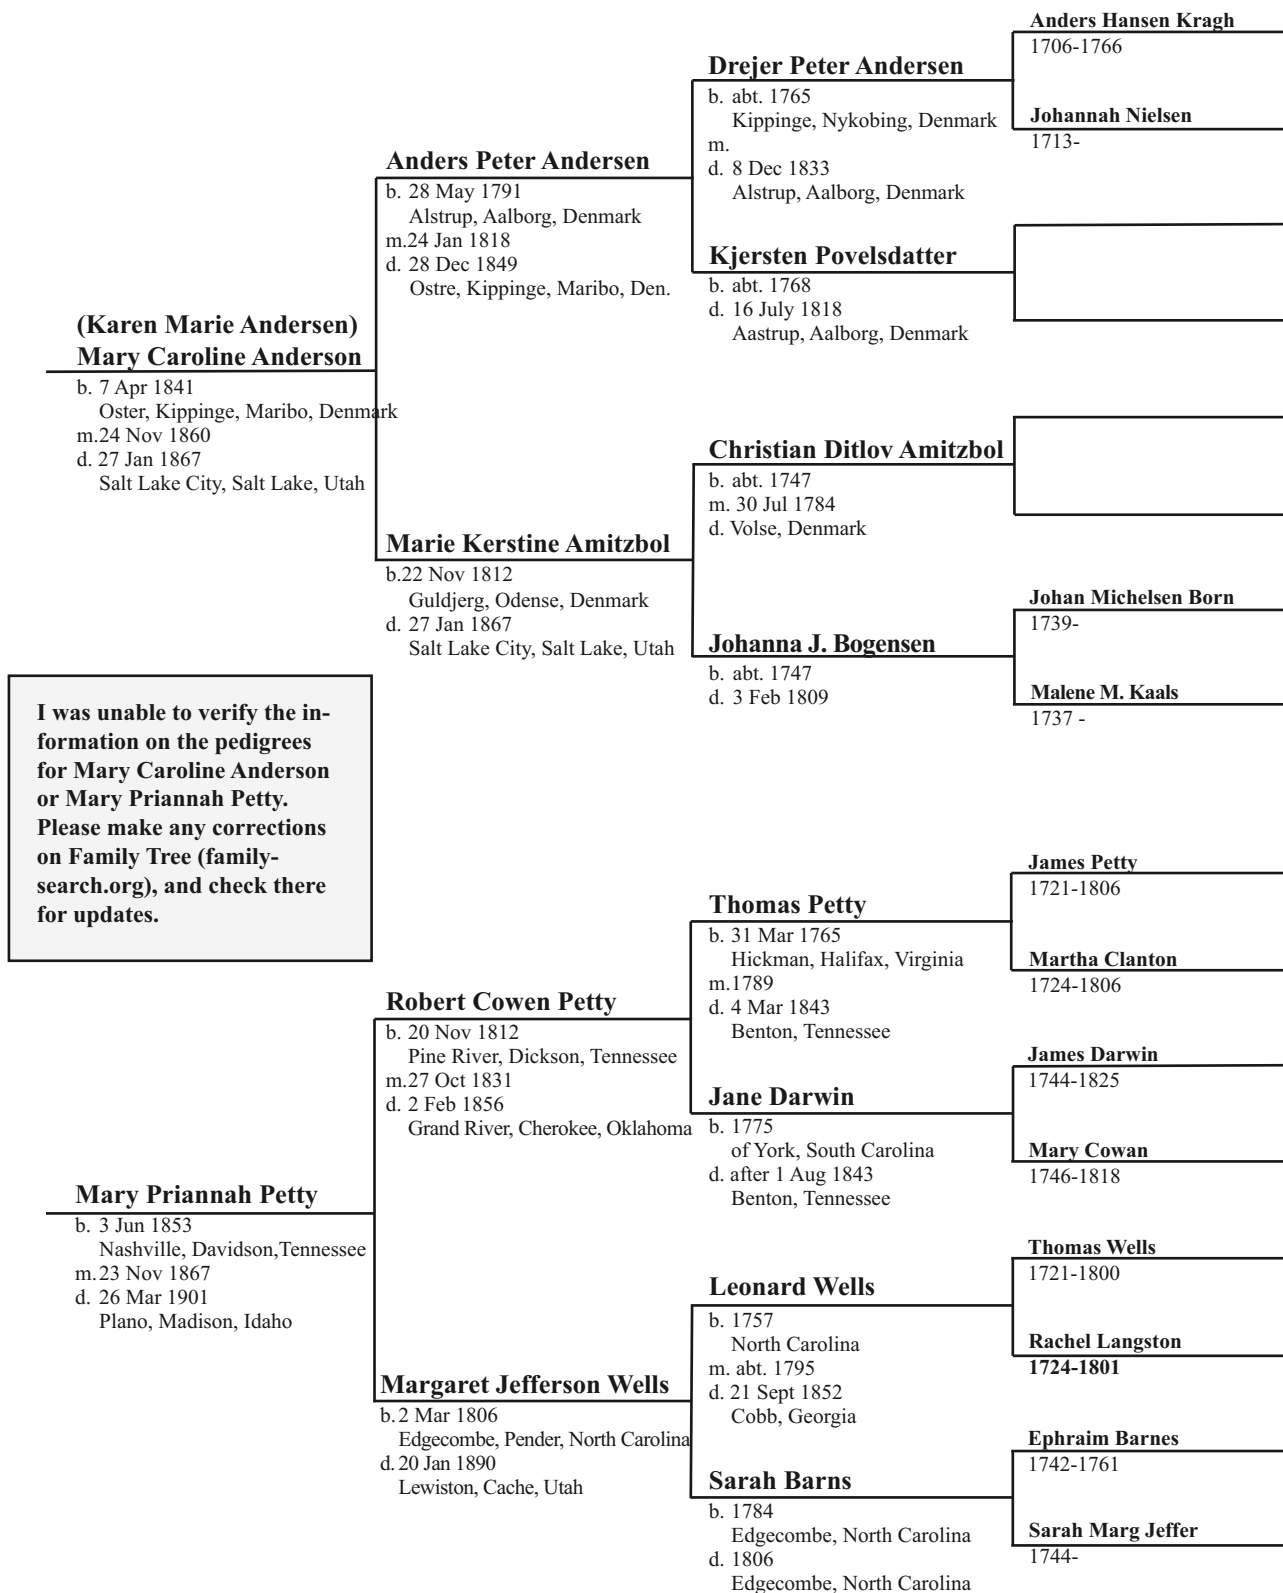 Anders Hansen Kragh
1706-1766
Drejer Peter Andersen
b. abt. 1765
Kippinge, Nykobing, Denmark
m.
d. 8 Dec 1833
Alstrup, Aalborg, Denmark
Johannah Nielsen
1713-
Anders Peter Andersen
b. 28 May 1791
Alstrup, Aalborg, Denmark
m.24 Jan 1818
d. 28 Dec 1849
Ostre, Kippinge, Maribo, Den.
Kjersten Povelsdatter
b. abt. 1768
d. 16 July 1818
Aastrup, Aalborg, Denmark
(Karen Marie Andersen)
Mary Caroline Anderson
b. 7 Apr 1841
Oster, Kippinge, Maribo, Denmark
m.24 Nov 1860
d. 27 Jan 1867
Salt Lake City, Salt Lake, Utah
Christian Ditlov Amitzbol
b. abt. 1747
m. 30 Jul 1784
d. Volse, Denmark
Marie Kerstine Amitzbol
b.22 Nov 1812
Guldjerg, Odense, Denmark
d. 27 Jan 1867
Salt Lake City, Salt Lake, Utah
Johan Michelsen Born
1739-
Johanna J. Bogensen
b. abt. 1747
d. 3 Feb 1809
Malene M. Kaals
1737 -
I was unable to verify the in-
formation on the pedigrees
for Mary Caroline Anderson
or Mary Priannah Petty.
Please make any corrections
on Family Tree (family-
search.org), and check there
for updates.
James Petty
1721-1806
Thomas Petty
b. 31 Mar 1765
Hickman, Halifax, Virginia
m.1789
d. 4 Mar 1843
Benton, Tennessee
Martha Clanton
1724-1806
Robert Cowen Petty
b. 20 Nov 1812
Pine River, Dickson, Tennessee
m.27 Oct 1831
d. 2 Feb 1856
Grand River, Cherokee, Oklahoma
James Darwin
1744-1825
Jane Darwin
b. 1775
of York, South Carolina
d. after 1 Aug 1843
Benton, Tennessee
Mary Cowan
1746-1818
Mary Priannah Petty
b. 3 Jun 1853
Nashville, Davidson,Tennessee
m.23 Nov 1867
d. 26 Mar 1901
Plano, Madison, Idaho
Thomas Wells
1721-1800
Leonard Wells
b. 1757
North Carolina
m. abt. 1795
d. 21 Sept 1852
Cobb, Georgia
Rachel Langston
1724-1801
Margaret Jefferson Wells
b.2 Mar 1806
Edgecombe, Pender, North Carolina
d. 20 Jan 1890
Lewiston, Cache, Utah
Ephraim Barnes
1742-1761
Sarah Barns
b. 1784
Edgecombe, North Carolina
d. 1806
Edgecombe, North Carolina
Sarah Marg Jeffer
1744-